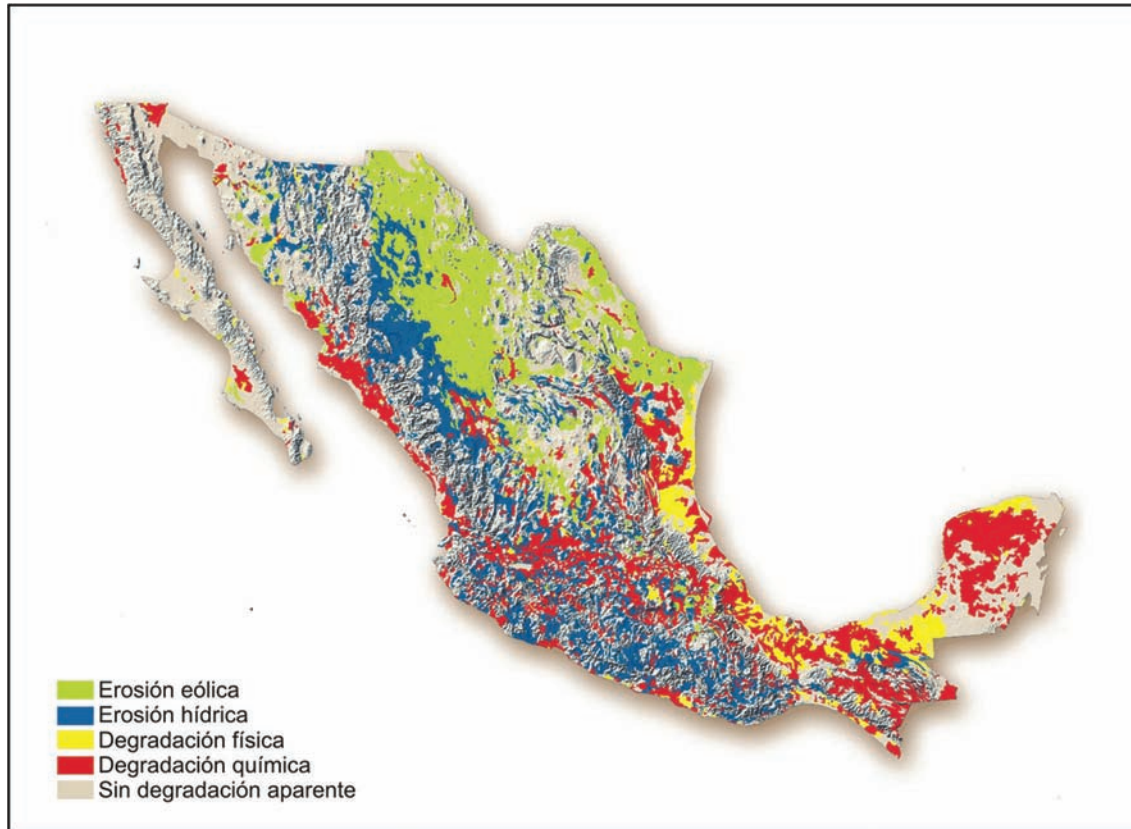 Erosión eólica
Erosión hídrica
Degradación física
Degradación química
Sin degradación aparente